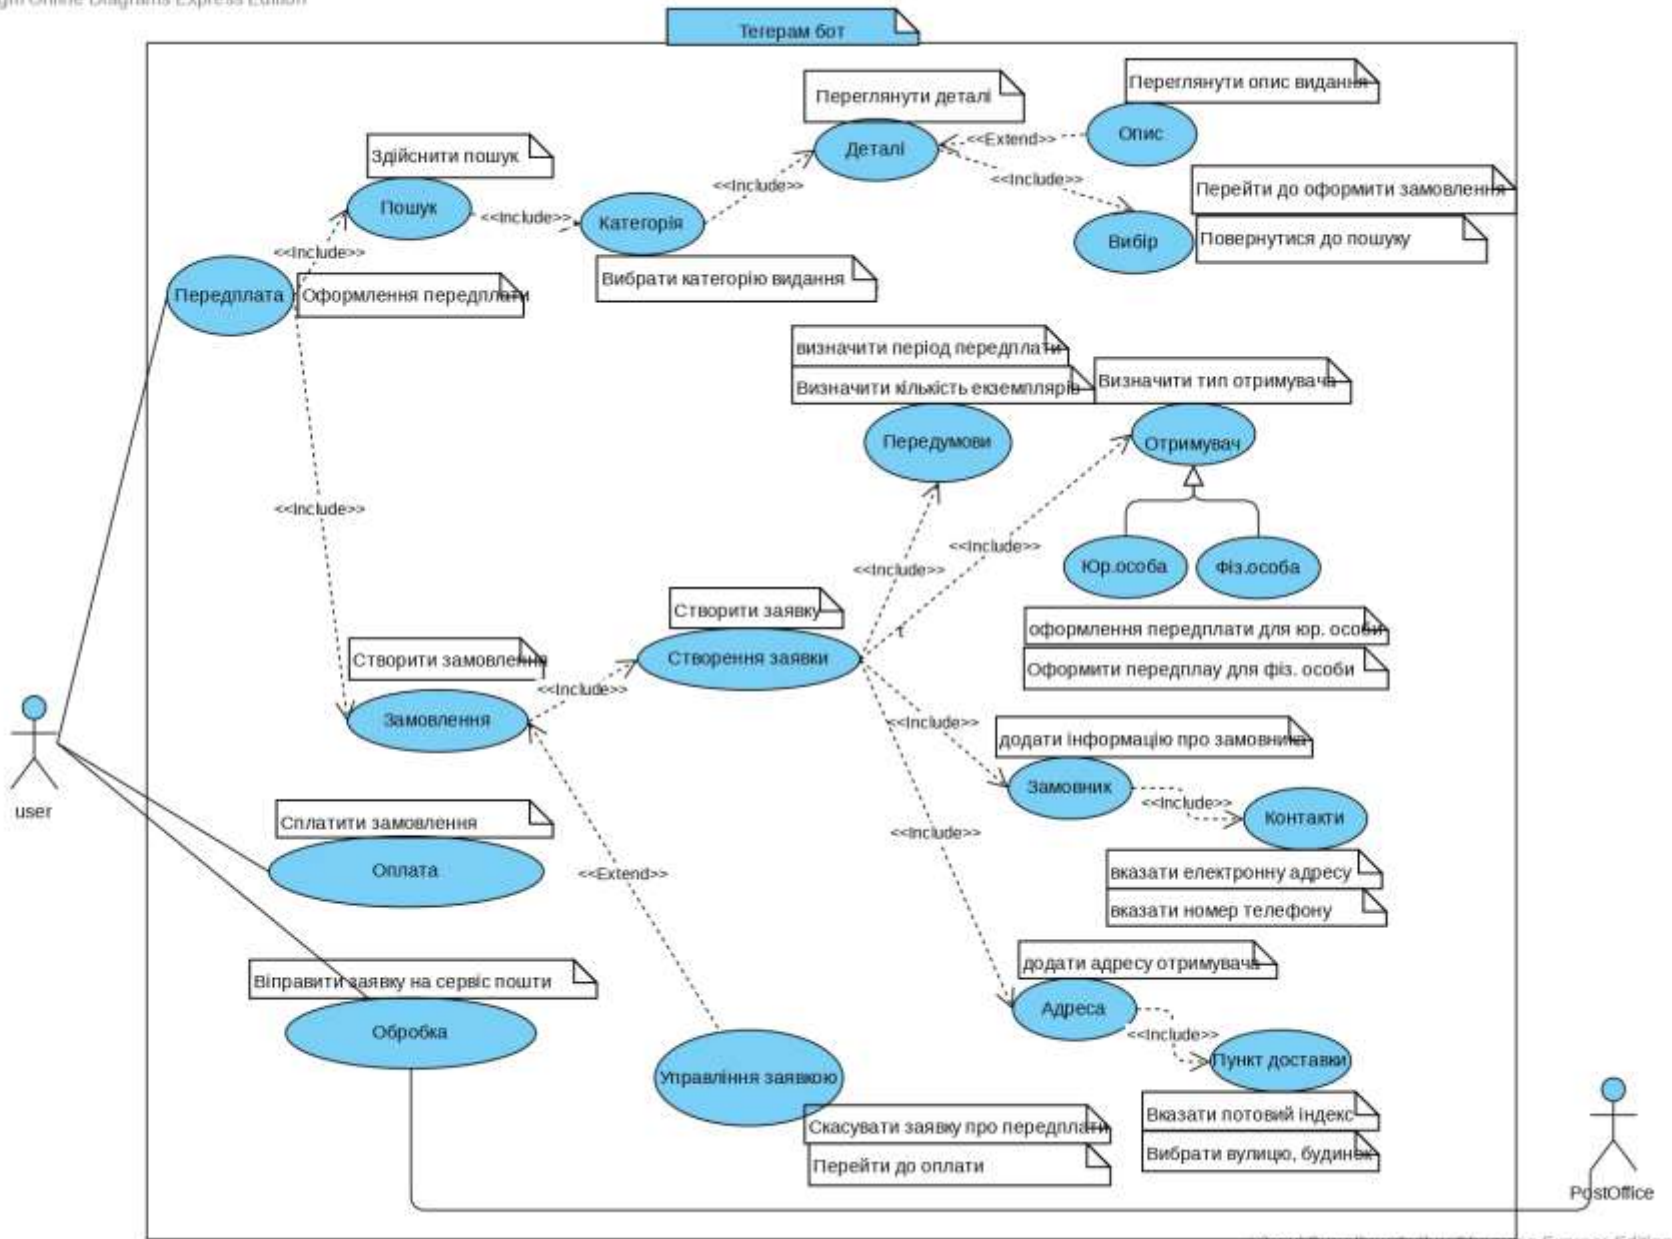 Online Diagrams Express Edition
Тегерам бот
Переглянути деталі
Переглянути опис видання
Деталі
<<Extend>>
Опис
Здійснити пошук
<<Include>>
<<Include>>
Перейти до оформити замовлення
Пошук
<<Include>>
Категорія
Вибір
Повернутися до пошуку
<<Include>>
Вибрати категорію видання
Передплата
Оформлення передплати
визначити період передплати
Визначити кількість екземплярів
Визначити тип отримувача
Передумови
Отримувач
<<Include>>
<<Include>>
<<Include>>
Юр.особа
Фіз.особа
Створити заявку
t
оформлення передплати для юр. особи
Створення заявки
Оформити передплау для фіз. особи
Створити замовлення
<<Include>>
Замовлення
<<Include>>
додати інформацію про замовника
Замовник
<<Include>>
Контакти
user
Сплатити замовлення
<<Include>>
Оплата
<<Extend>>
вказати електронну адресу
вказати номер телефону
додати адресу отримувача
Віправити заявку на сервіс пошти
Адреса
Обробка
<<Include>>
Пункт доставки
Управління заявкою
Скасувати заявку про передплати
Вказати потовий індекс
Перейти до оплати
Вибрати вулицю, будинок
PostOffice